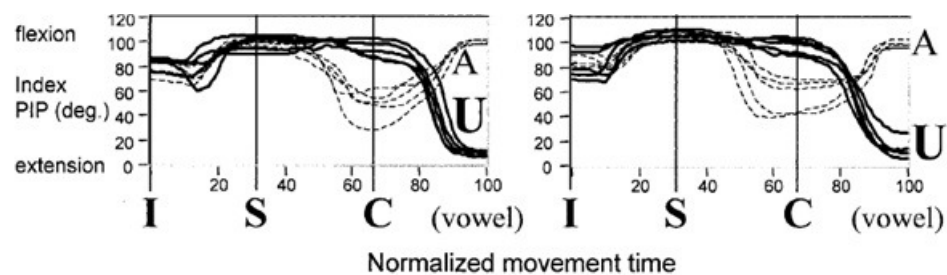 flexion
Index
PIP (deg.)
extension
120
100
80
60
40
20
0
20 40 60 80 100
A
U
I S C (vowel)
120
100
80
60
40
20
0
20 40 60 80 100
A
U
I S C (vowel)
Normalized movement time